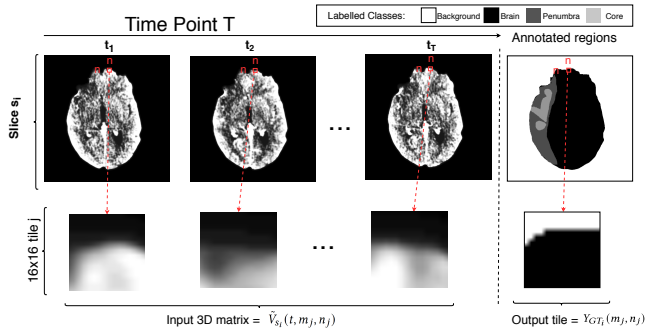 Time Point T
Labelled Classes: Background Brain Penumbra Core
t1 t2 tT Annotated regions
n n n n
n n n n
Slice si
...
16x16 tile j
...
Input 3D matrix = Ṽsi(t, mj, nj)
Output tile = YGTi(mj, nj)